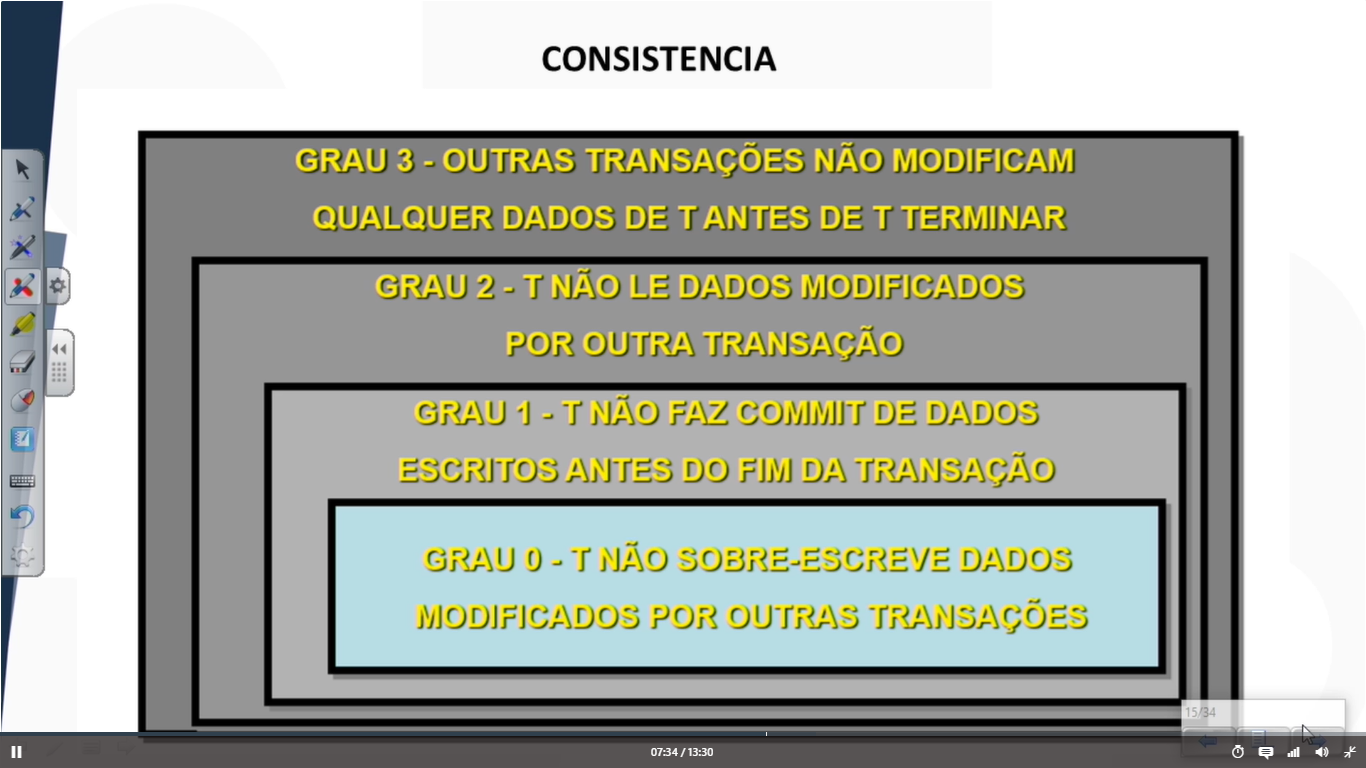 CONSISTENCIA
GRAU 3 - OUTRAS TRANSAÇÕES NÃO MODIFICAM
QUALQUER DADOS DE T ANTES DE T TERMINAR
GRAU 2 - T NÃO LE DADOS MODIFICADOS
POR OUTRA TRANSAÇÃO
GRAU 1 - T NÃO FAZ COMMIT DE DADOS
ESCRITOS ANTES DO FIM DA TRANSAÇÃO
GRAU 0 - T NÃO SOBRE-ESCREVE DADOS
MODIFICADOS POR OUTRAS TRANSAÇÕES
15/34
07:34 / 13:30